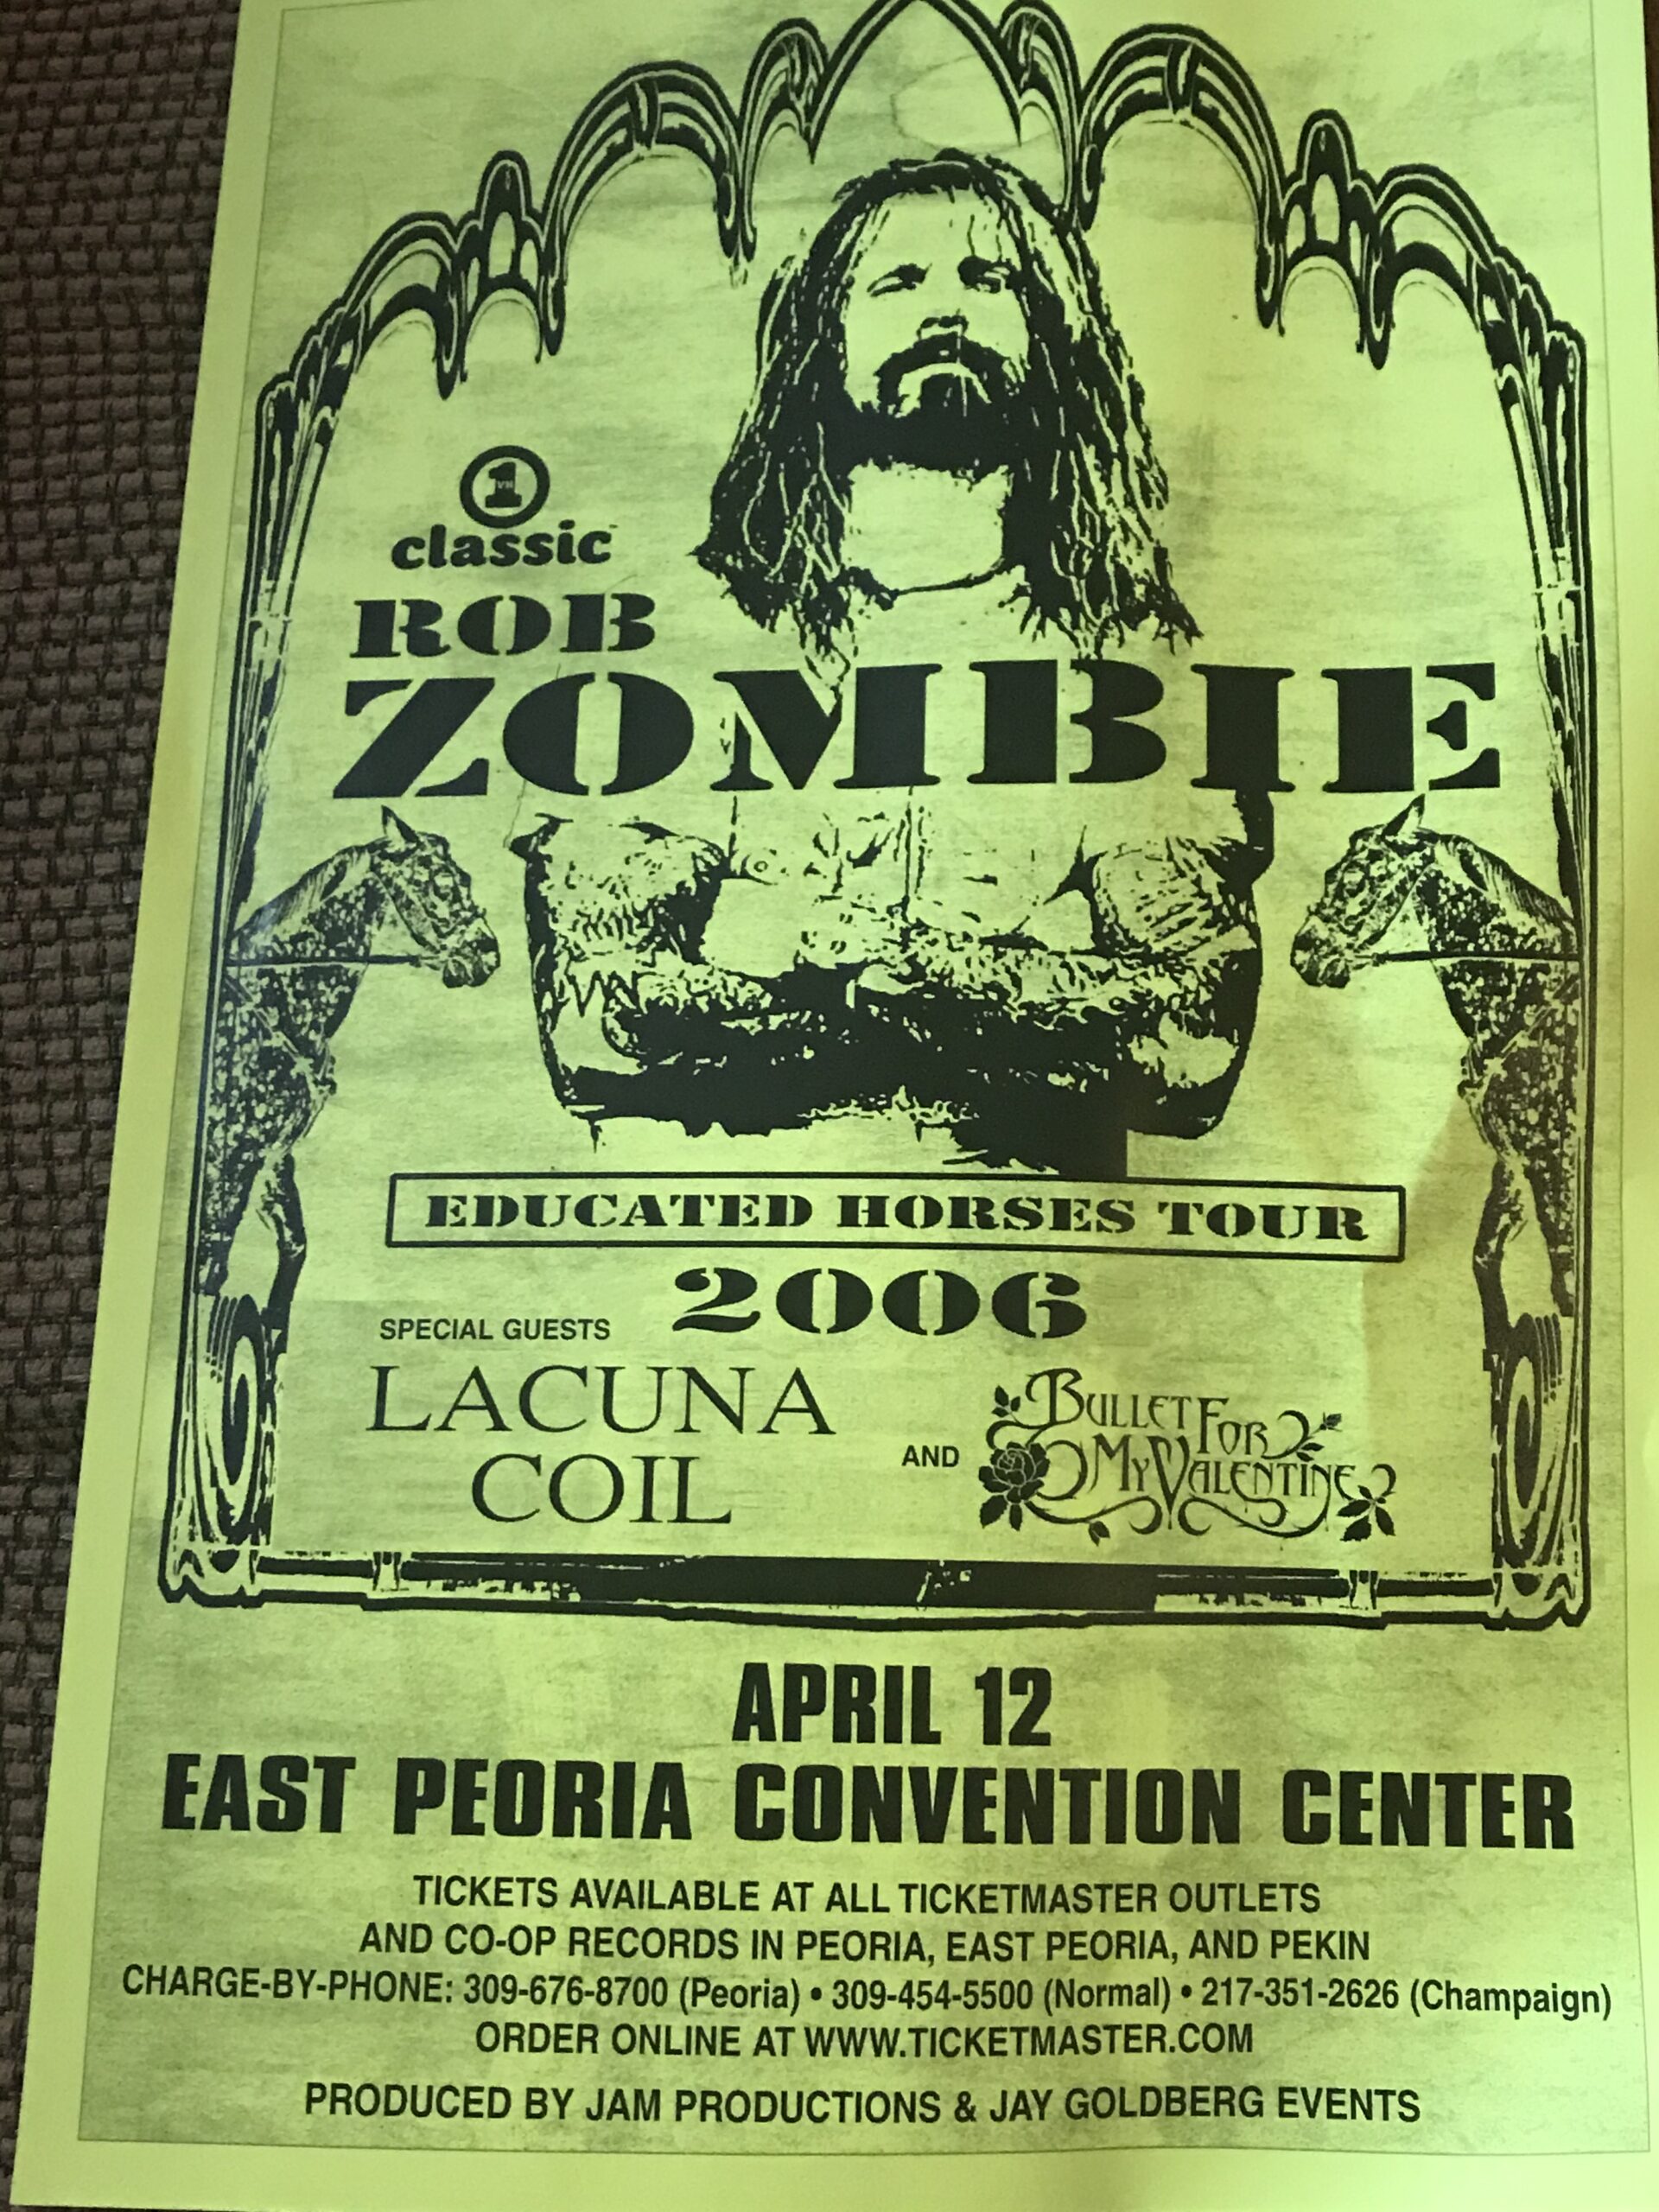 1
classic
ROB
ZOMBIE
EDUCATED HORSES TOUR
2006
SPECIAL GUESTS
LACUNA
COIL
AND
BULLET FOR
MY VALENTINE
APRIL 12
EAST PEORIA CONVENTION CENTER
TICKETS AVAILABLE AT ALL TICKETMASTER OUTLETS
AND CO-OP RECORDS IN PEORIA, EAST PEORIA, AND PEKIN
CHARGE-BY-PHONE: 309-676-8700 (Peoria) • 309-454-5500 (Normal) • 217-351-2626 (Champaign)
ORDER ONLINE AT WWW.TICKETMASTER.COM
PRODUCED BY JAM PRODUCTIONS & JAY GOLDBERG EVENTS